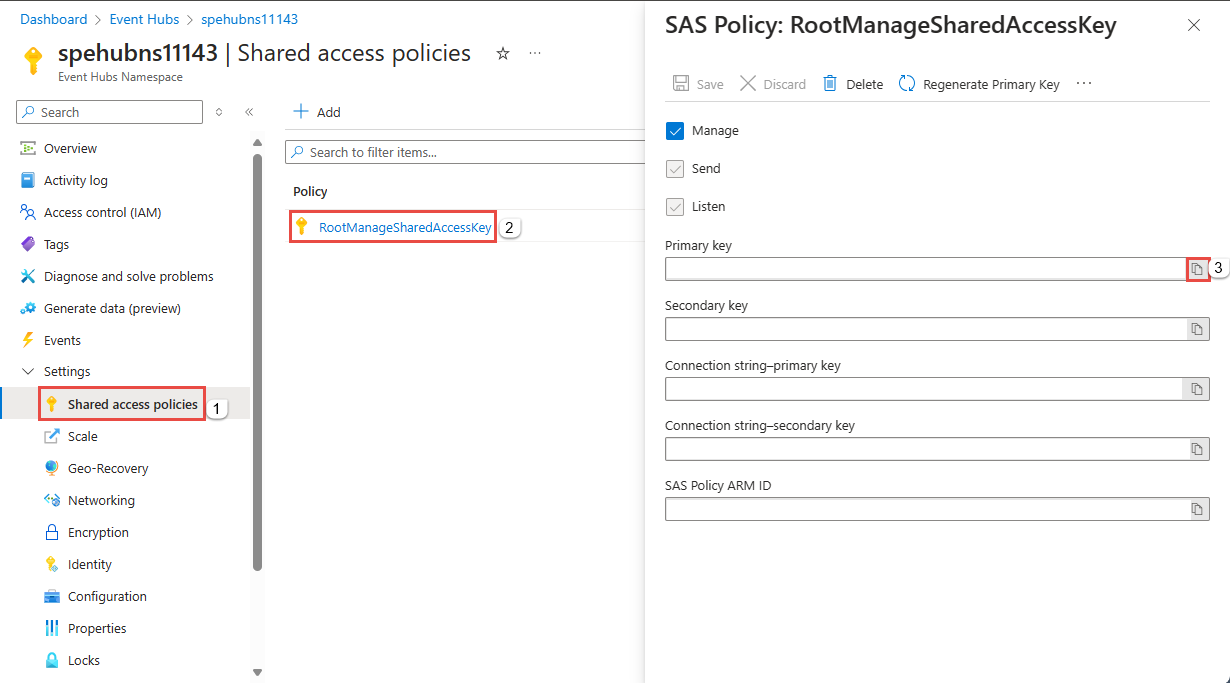 Dashboard > Event Hubs > spehubns11143
spehubns11143 | Shared access policies
Event Hubs Namespace
Search
Overview
Activity log
Access control (IAM)
Tags
Diagnose and solve problems
Generate data (preview)
Events
Settings
Shared access policies 1
Scale
Geo-Recovery
Networking
Encryption
Identity
Configuration
Properties
Locks
Add
Search to filter items...
Policy
RootManageSharedAccessKey 2
SAS Policy: RootManageSharedAccessKey
Save Discard Delete Regenerate Primary Key
Manage
Send
Listen
Primary key
3
Secondary key
Connection string–primary key
Connection string–secondary key
SAS Policy ARM ID